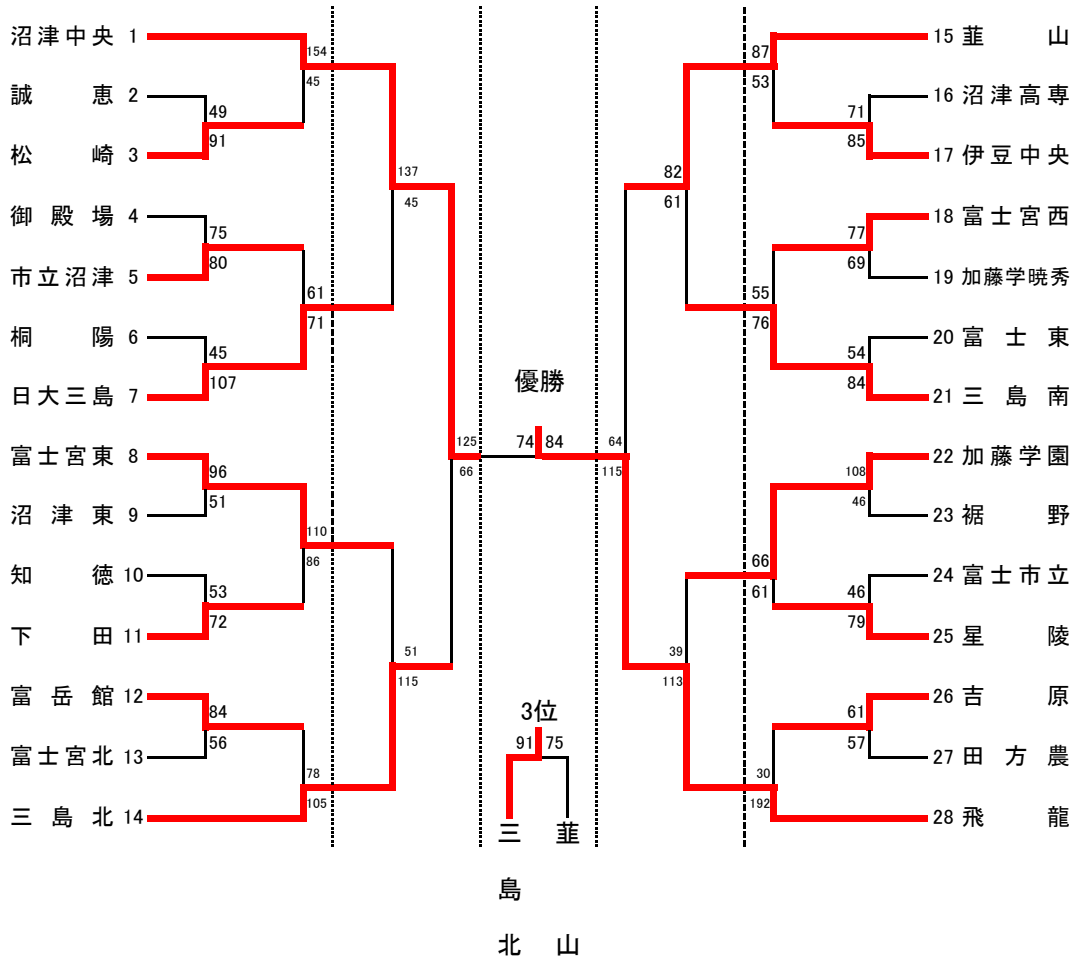 沼津中央 1
誠恵 2
松崎 3
御殿場 4
市立沼津 5
桐陽 6
日大三島 7
富士宮東 8
沼津東 9
知徳 10
下田 11
富岳館 12
富士宮北 13
三島北 14
49
91
75
80
45
107
96
51
53
72
84
56
154
45
61
71
110
86
78
105
137
45
51
115
125
66
優勝
74 84
3位
91 75
三島北
韮山
64
115
82
61
39
113
87
53
55
76
66
61
30
192
71
85
77
69
54
84
108
46
46
79
61
57
15 韮山
16 沼津高専
17 伊豆中央
18 富士宮西
19 加藤学暁秀
20 富士東
21 三島南
22 加藤学園
23 裾野
24 富士市立
25 星陵
26 吉原
27 田方農
28 飛龍